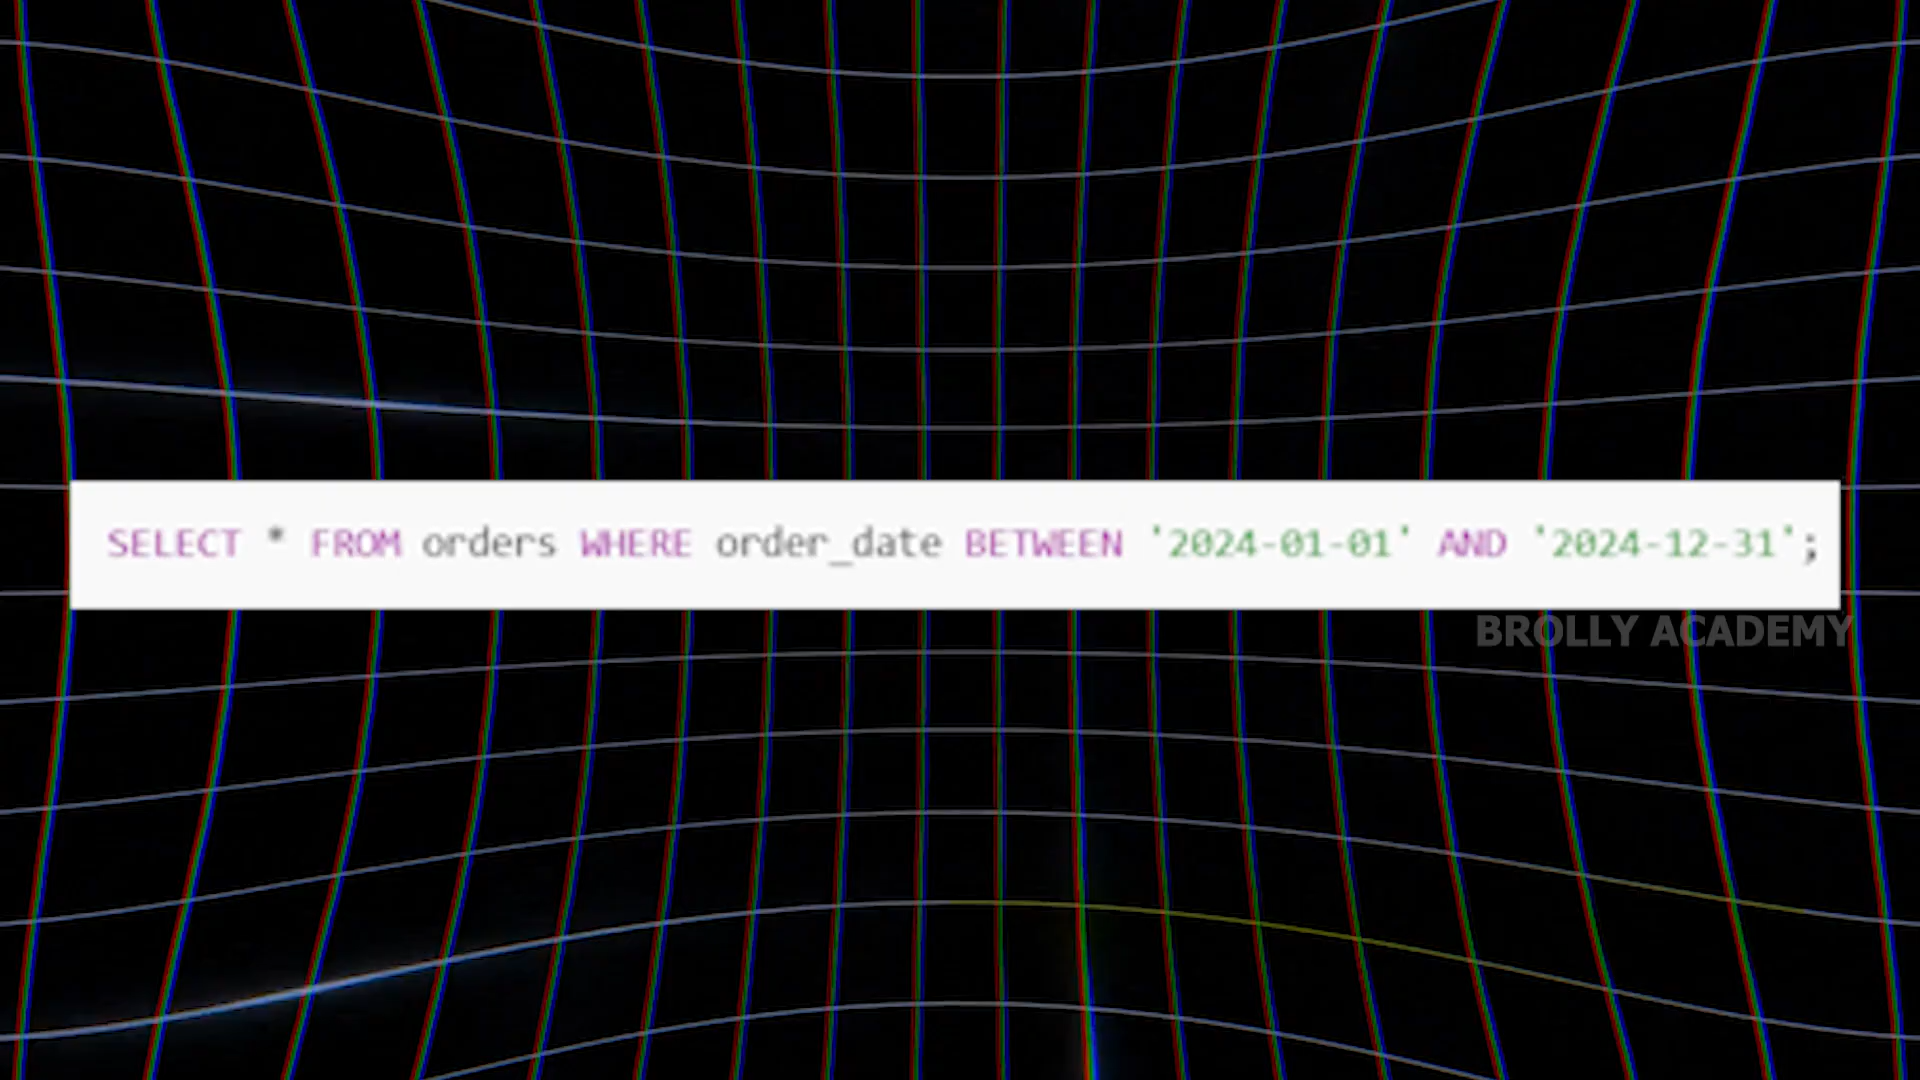 SELECT * FROM orders WHERE order_date BETWEEN '2024-01-01' AND '2024-12-31';
BROLLY ACADEMY